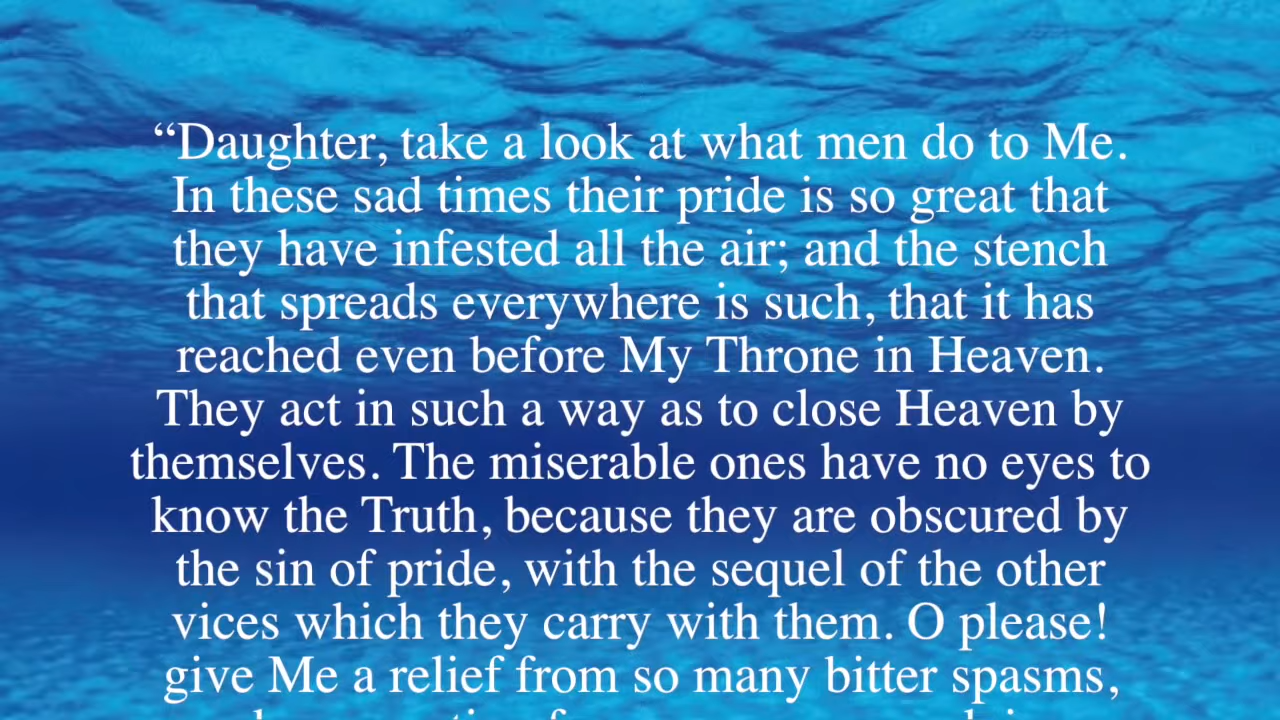 “Daughter, take a look at what men do to Me.
In these sad times their pride is so great that
they have infested all the air; and the stench
that spreads everywhere is such, that it has
reached even before My Throne in Heaven.
They act in such a way as to close Heaven by
themselves. The miserable ones have no eyes to
know the Truth, because they are obscured by
the sin of pride, with the sequel of the other
vices which they carry with them. O please!
give Me a relief from so many bitter spasms,